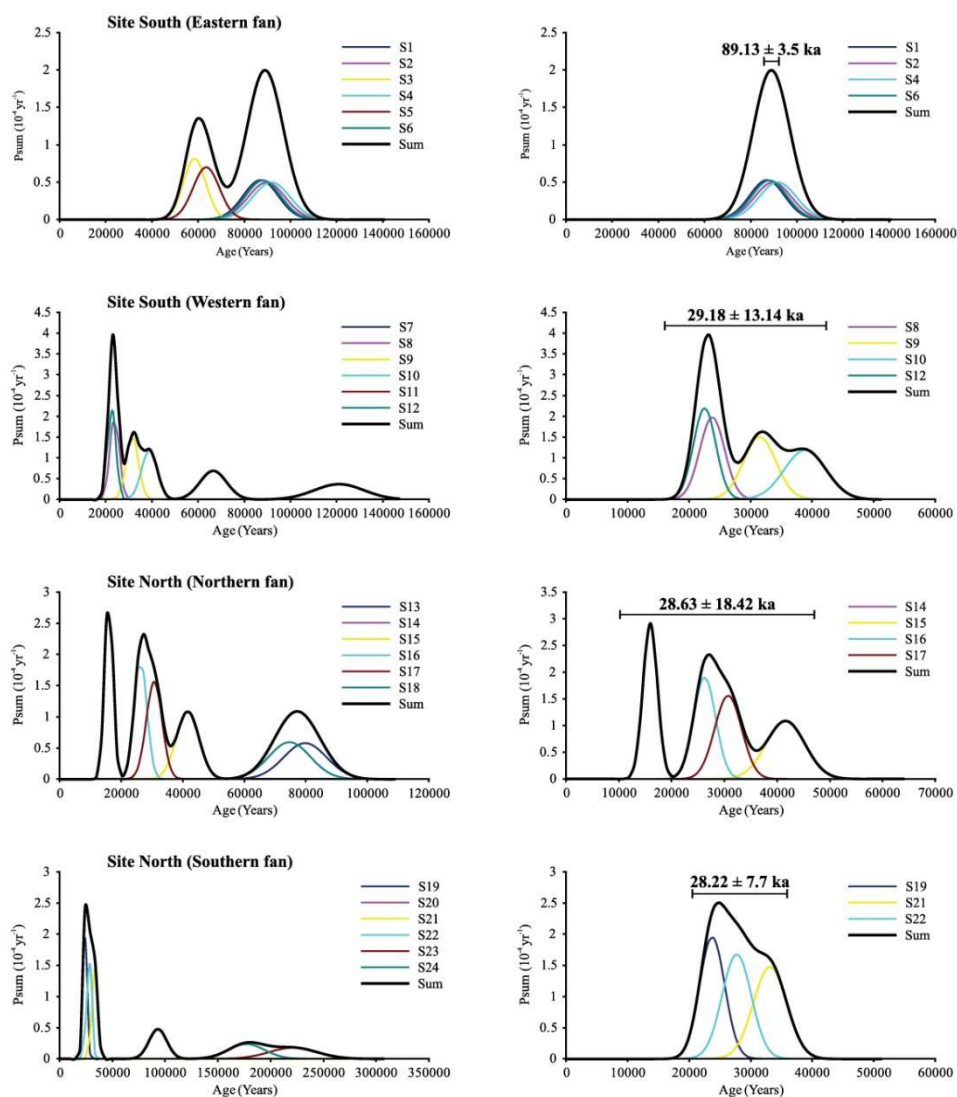 Site South (Eastern fan)
Psum (10⁻⁴ yr⁻¹)
2.5
2
1.5
1
0.5
0
S1
S2
S3
S4
S5
S6
Sum
0 20000 40000 60000 80000 100000 120000 140000 160000
Age (Years)
89.13 ± 3.5 ka
Psum (10⁻⁴ yr⁻¹)
2.5
2
1.5
1
0.5
0
S1
S2
S4
S6
Sum
0 20000 40000 60000 80000 100000 120000 140000 160000
Age (Years)
Site South (Western fan)
Psum (10⁻⁴ yr⁻¹)
4.5
4
3.5
3
2.5
2
1.5
1
0.5
0
S7
S8
S9
S10
S11
S12
Sum
0 20000 40000 60000 80000 100000 120000 140000 160000
Age (Years)
29.18 ± 13.14 ka
Psum (10⁻⁴ yr⁻¹)
4.5
4
3.5
3
2.5
2
1.5
1
0.5
0
S8
S9
S10
S12
Sum
0 10000 20000 30000 40000 50000 60000
Age (Years)
Site North (Northern fan)
Psum (10⁻⁴ yr⁻¹)
3
2.5
2
1.5
1
0.5
0
S13
S14
S15
S16
S17
S18
Sum
0 20000 40000 60000 80000 100000 120000
Age (Years)
28.63 ± 18.42 ka
Psum (10⁻⁴ yr⁻¹)
3.5
3
2.5
2
1.5
1
0.5
0
S14
S15
S16
S17
Sum
0 10000 20000 30000 40000 50000 60000 70000
Age (Years)
Site North (Southern fan)
Psum (10⁻⁴ yr⁻¹)
3
2.5
2
1.5
1
0.5
0
S19
S20
S21
S22
S23
S24
Sum
0 50000 100000 150000 200000 250000 300000 350000
Age (Years)
28.22 ± 7.7 ka
Psum (10⁻⁴ yr⁻¹)
3
2.5
2
1.5
1
0.5
0
S19
S21
S22
Sum
0 20000 40000 60000
Age (Years)